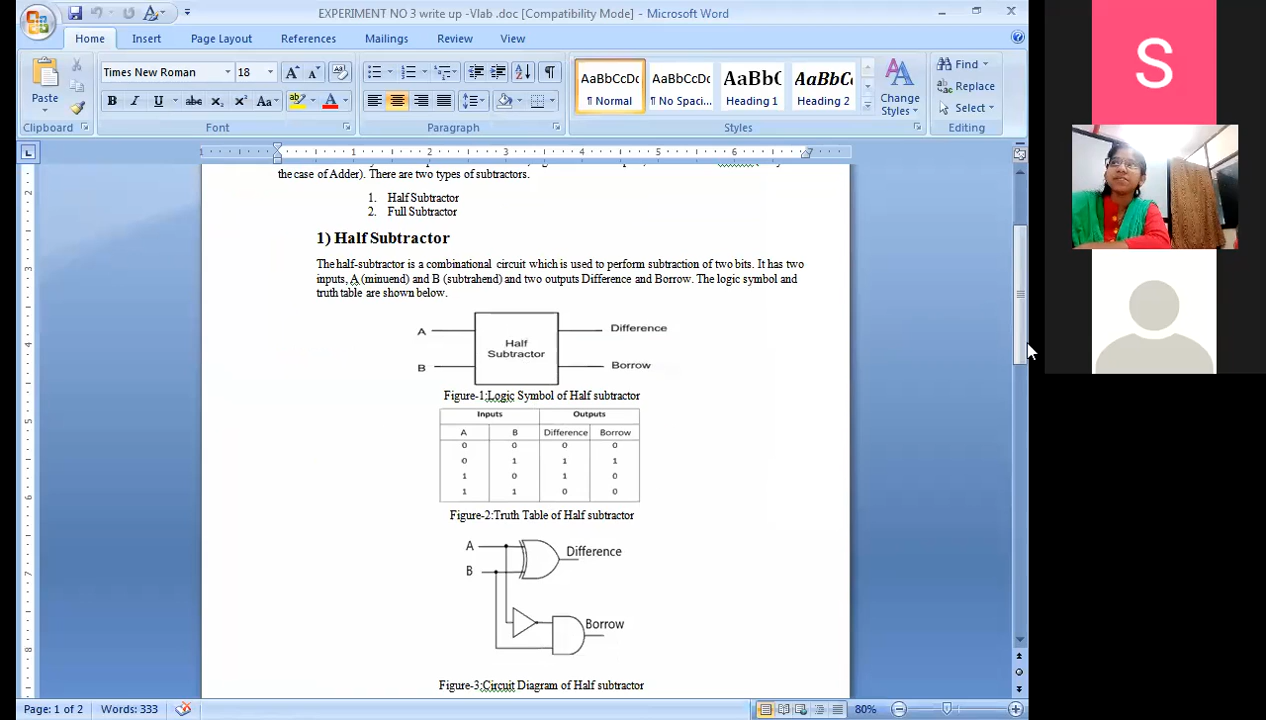 EXPERIMENT NO 3 write up -Vlab .doc [Compatibility Mode] - Microsoft Word
Home Insert Page Layout References Mailings Review View
Paste
Clipboard
Times New Roman 18
B I U abc X₂ X² Aa
Font
Paragraph
AaBbCcDc AaBbCcDc AaBbC AaBbCc
¶ Normal ¶ No Spaci... Heading 1 Heading 2
Styles
Change
Styles
Find
Replace
Select
Editing
the case of Adder). There are two types of subtractors.
1. Half Subtractor
2. Full Subtractor
1) Half Subtractor
The half-subtractor is a combinational circuit which is used to perform subtraction of two bits. It has two
inputs, A (minuend) and B (subtrahend) and two outputs Difference and Borrow. The logic symbol and
truth table are shown below.
A Difference
Half
Subtractor
B Borrow
Figure-1:Logic Symbol of Half subtractor
Inputs Outputs
A B Difference Borrow
0 0 0 0
0 1 1 1
1 0 1 0
1 1 0 0
Figure-2:Truth Table of Half subtractor
A Difference
B
Borrow
Figure-3:Circuit Diagram of Half subtractor
Page: 1 of 2 Words: 333 80%
S